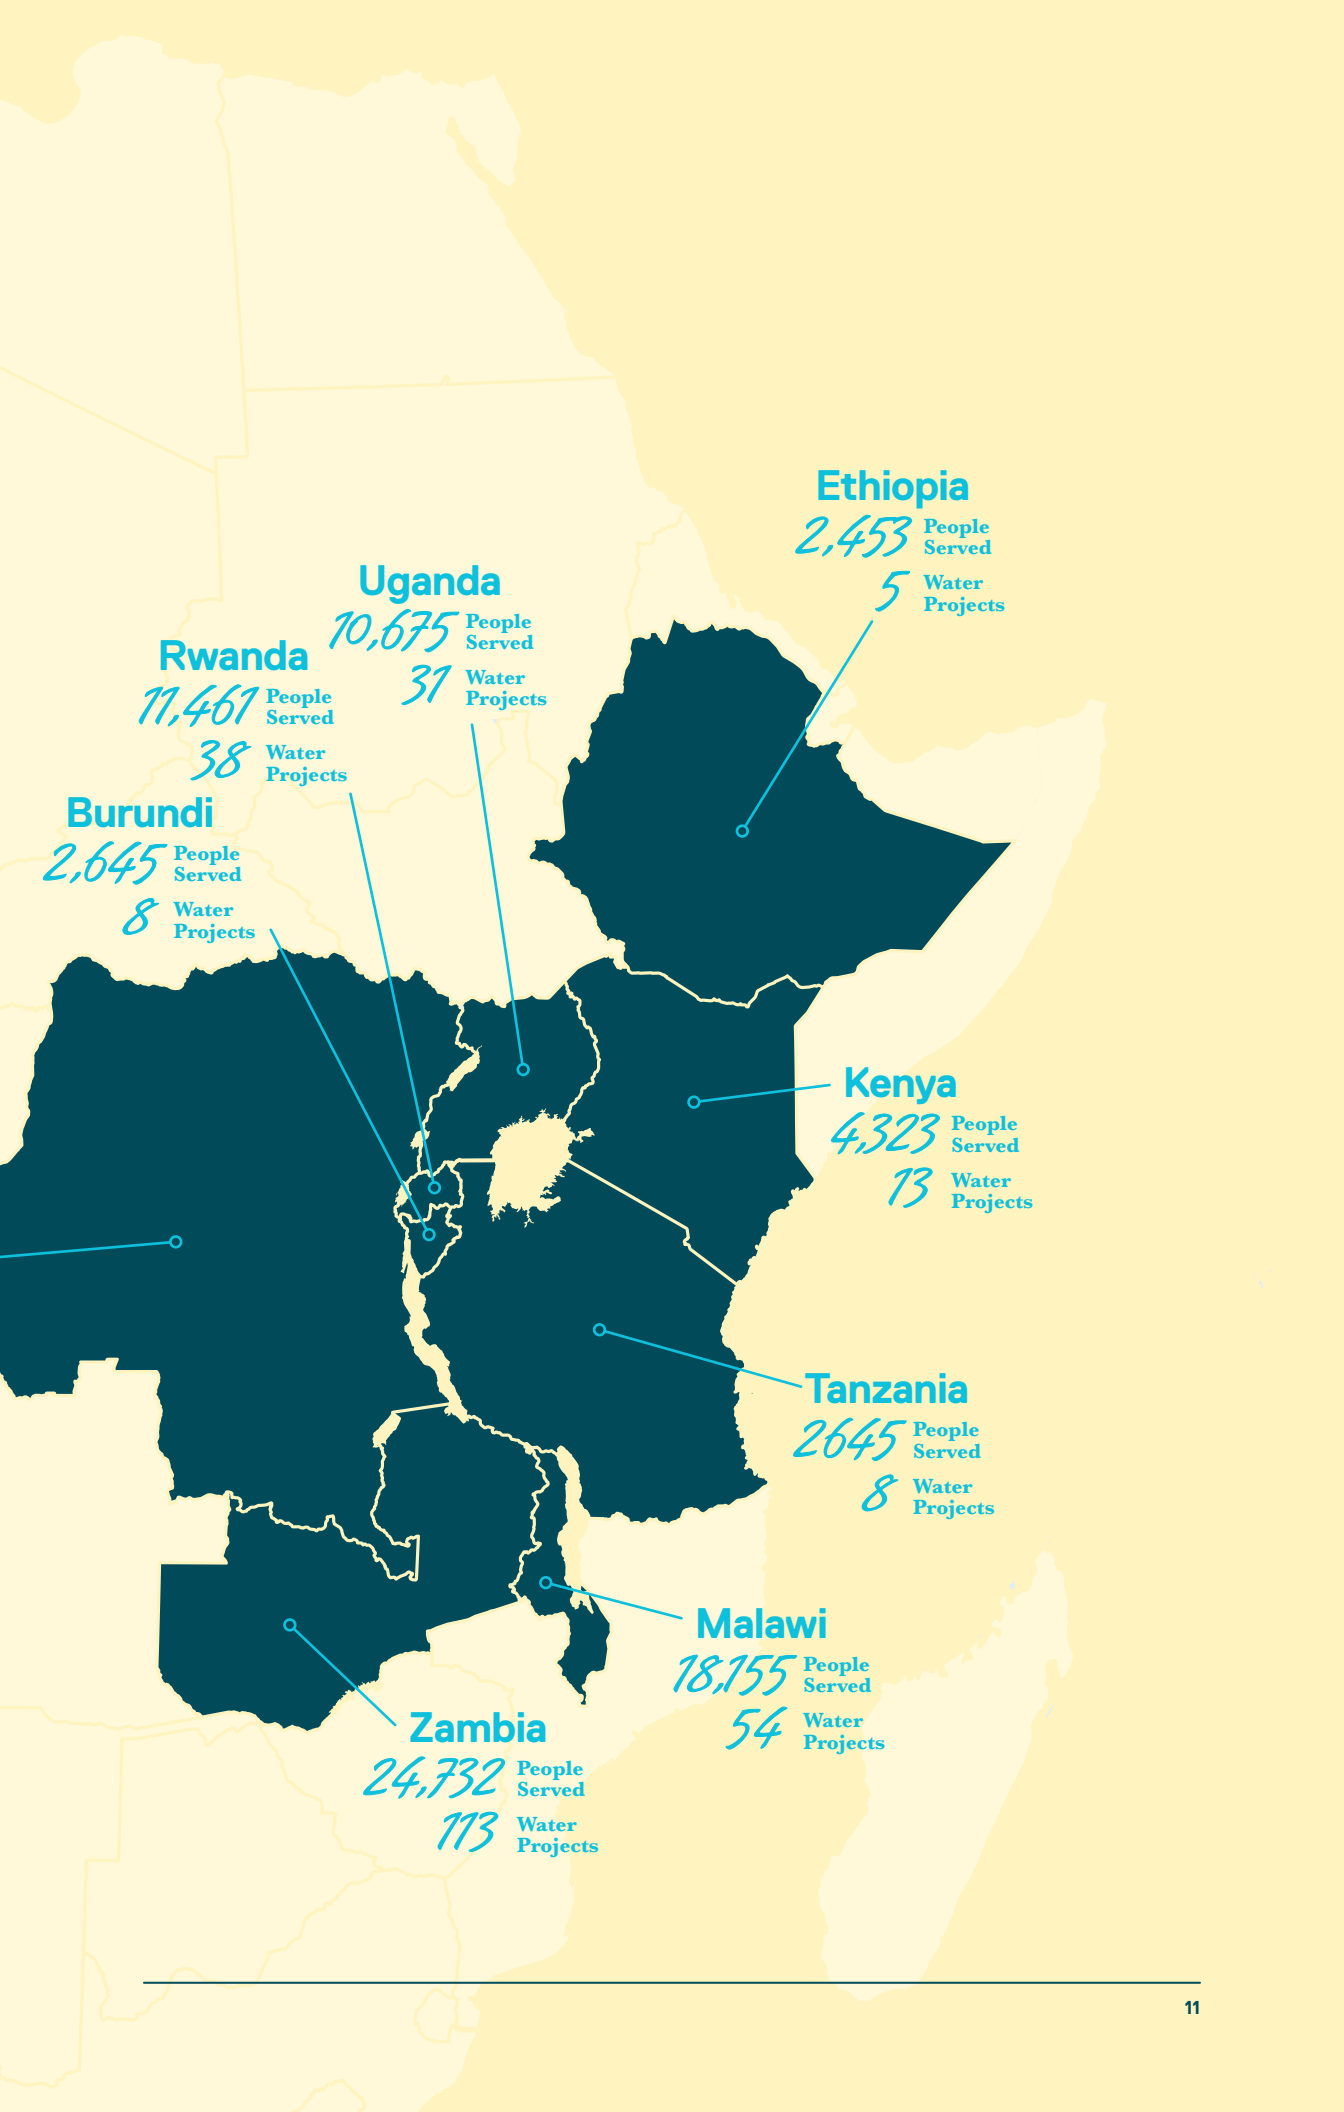 Ethiopia
2,453 People Served
5 Water Projects
Uganda
10,675 People Served
31 Water Projects
Rwanda
11,461 People Served
38 Water Projects
Burundi
2,645 People Served
8 Water Projects
Kenya
4,323 People Served
13 Water Projects
Tanzania
2645 People Served
8 Water Projects
Malawi
18,155 People Served
54 Water Projects
Zambia
24,732 People Served
113 Water Projects
11